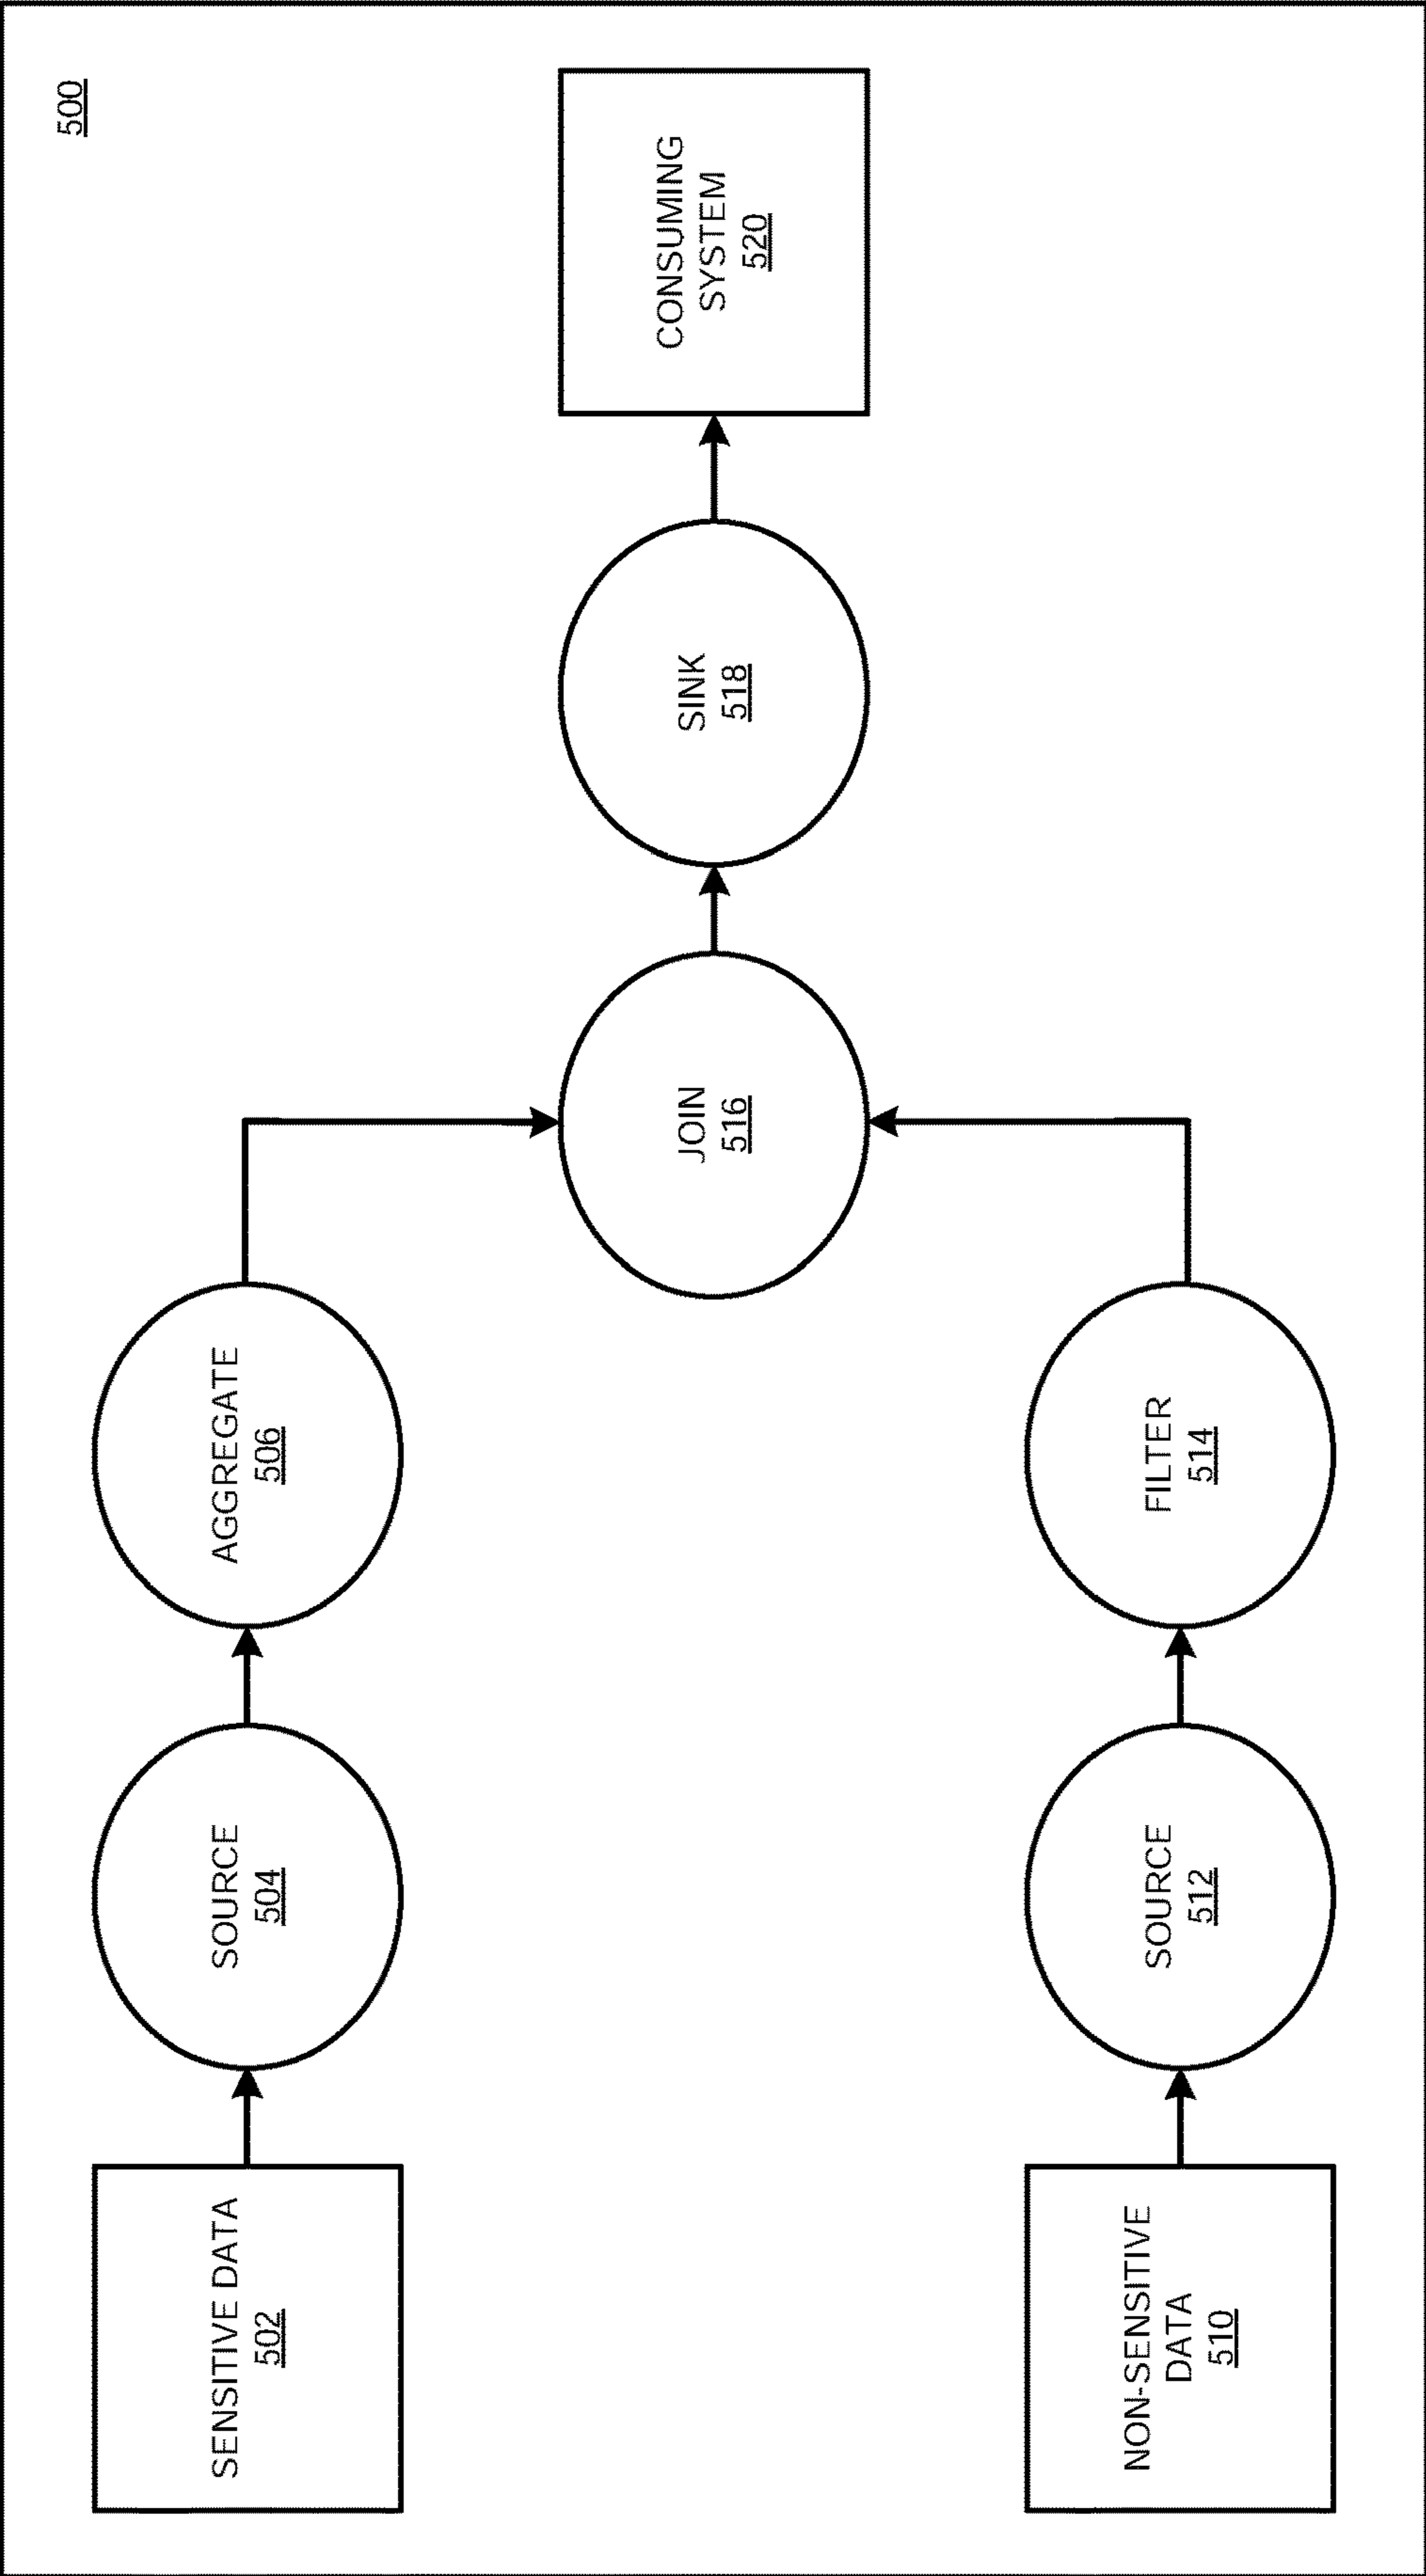 500
SENSITIVE DATA
502
SOURCE
504
AGGREGATE
506
NON-SENSITIVE
DATA
510
SOURCE
512
FILTER
514
JOIN
516
SINK
518
CONSUMING
SYSTEM
520